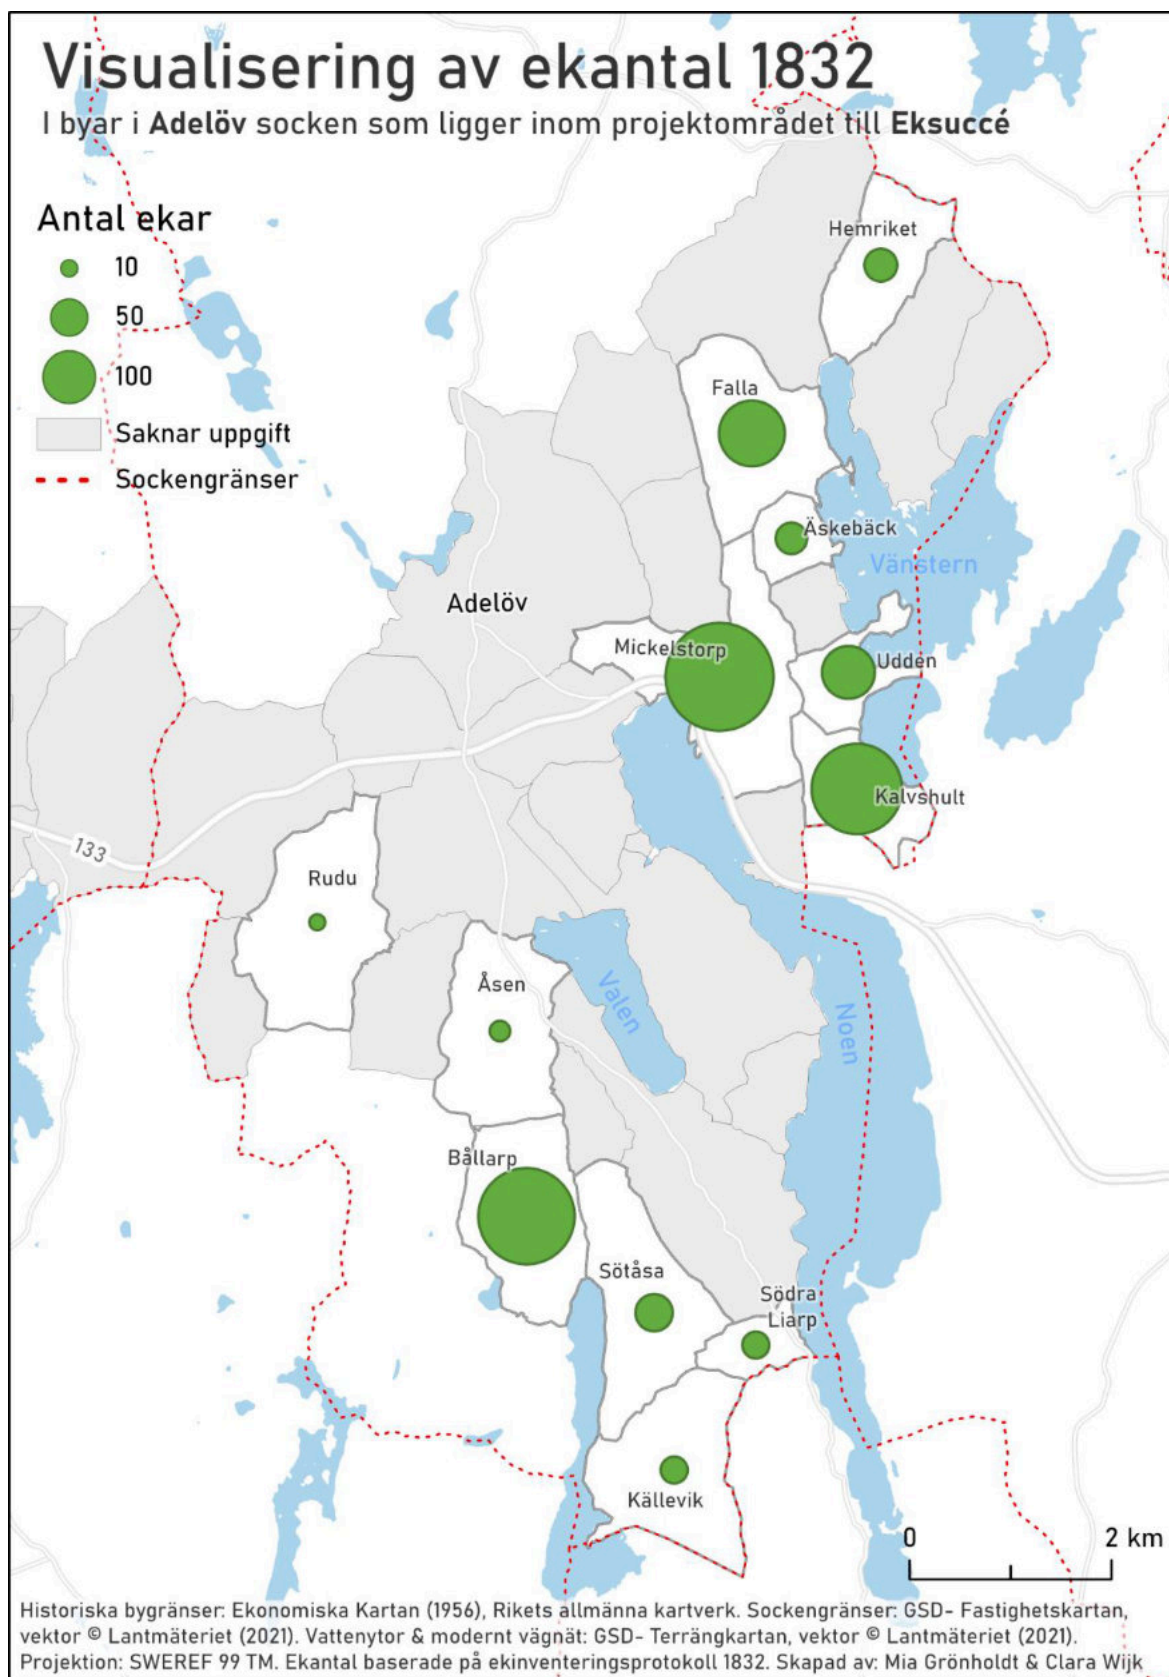 Visualisering av ekantal 1832
I byar i Adelöv socken som ligger inom projektområdet till Eksuccé
Antal ekar
10
50
100
Saknar uppgift
Sockengränser
Hemriket
Falla
Äskebäck
Vänstern
Adelöv
Mickelstorp
Udden
Kalvshult
133
Rudu
Åsen
Valen
Noen
Bållarp
Sötåsa
Södra
Liarp
Källevik
0 2 km
Historiska bygränser: Ekonomiska Kartan (1956), Rikets allmänna kartverk. Sockengränser: GSD- Fastighetskartan,
vektor © Lantmäteriet (2021). Vattenytor & modernt vägnät: GSD- Terrängkartan, vektor © Lantmäteriet (2021).
Projektion: SWEREF 99 TM. Ekantal baserade på ekinventeringsprotokoll 1832. Skapad av: Mia Grönholdt & Clara Wijk